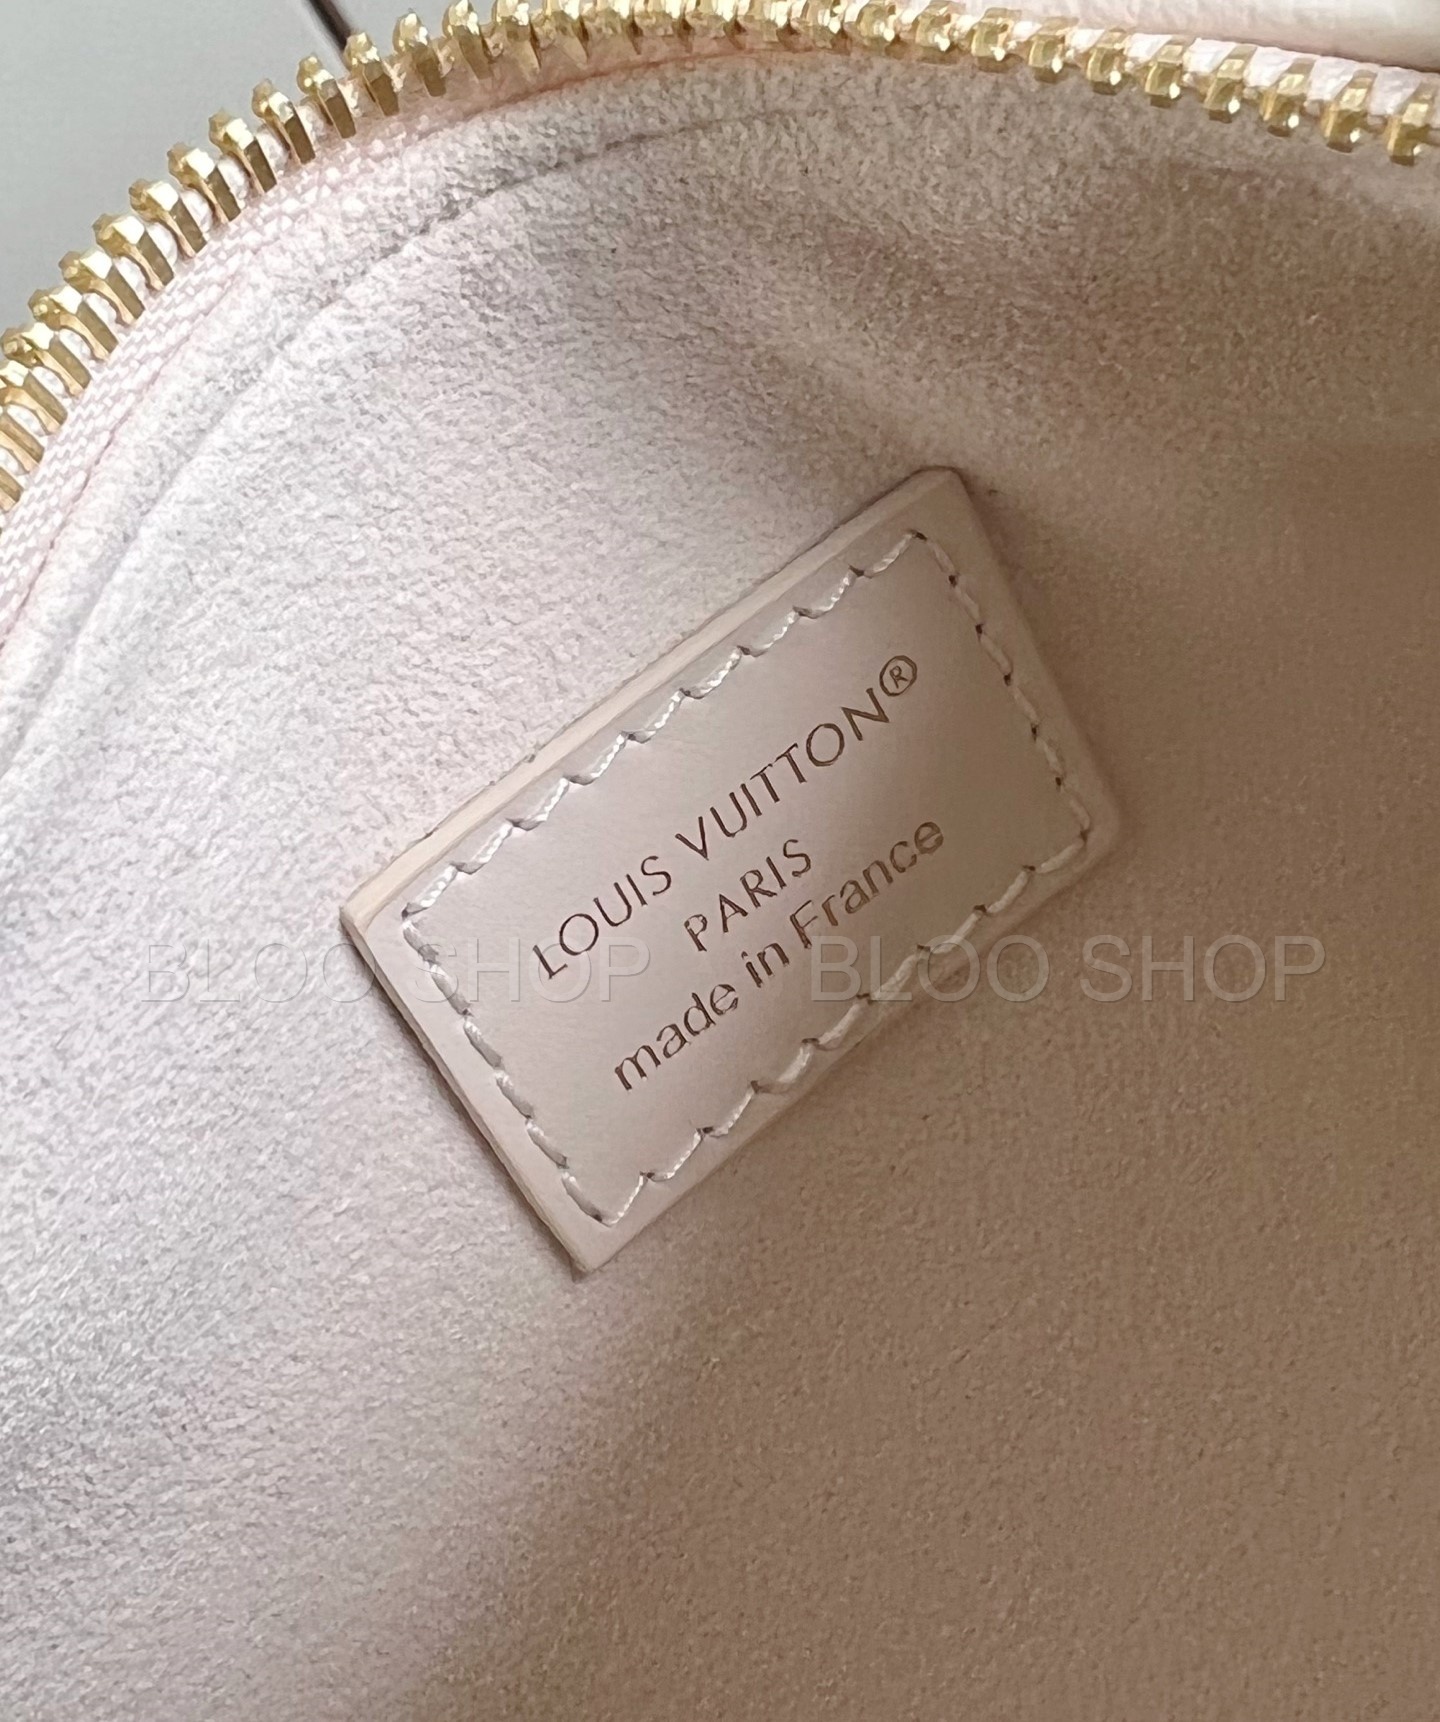 LOUIS VUITTON®
PARIS
made in France
BLOO SHOP BLOO SHOP